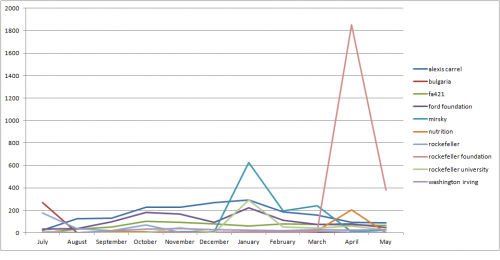 2000
1800
1600
1400
1200
1000
800
600
400
200
0
July August September October November December January February March April May
alexis carrel
bulgaria
fa421
ford foundation
mirsky
nutrition
rockefeller
rockefeller foundation
rockefeller university
washington irving